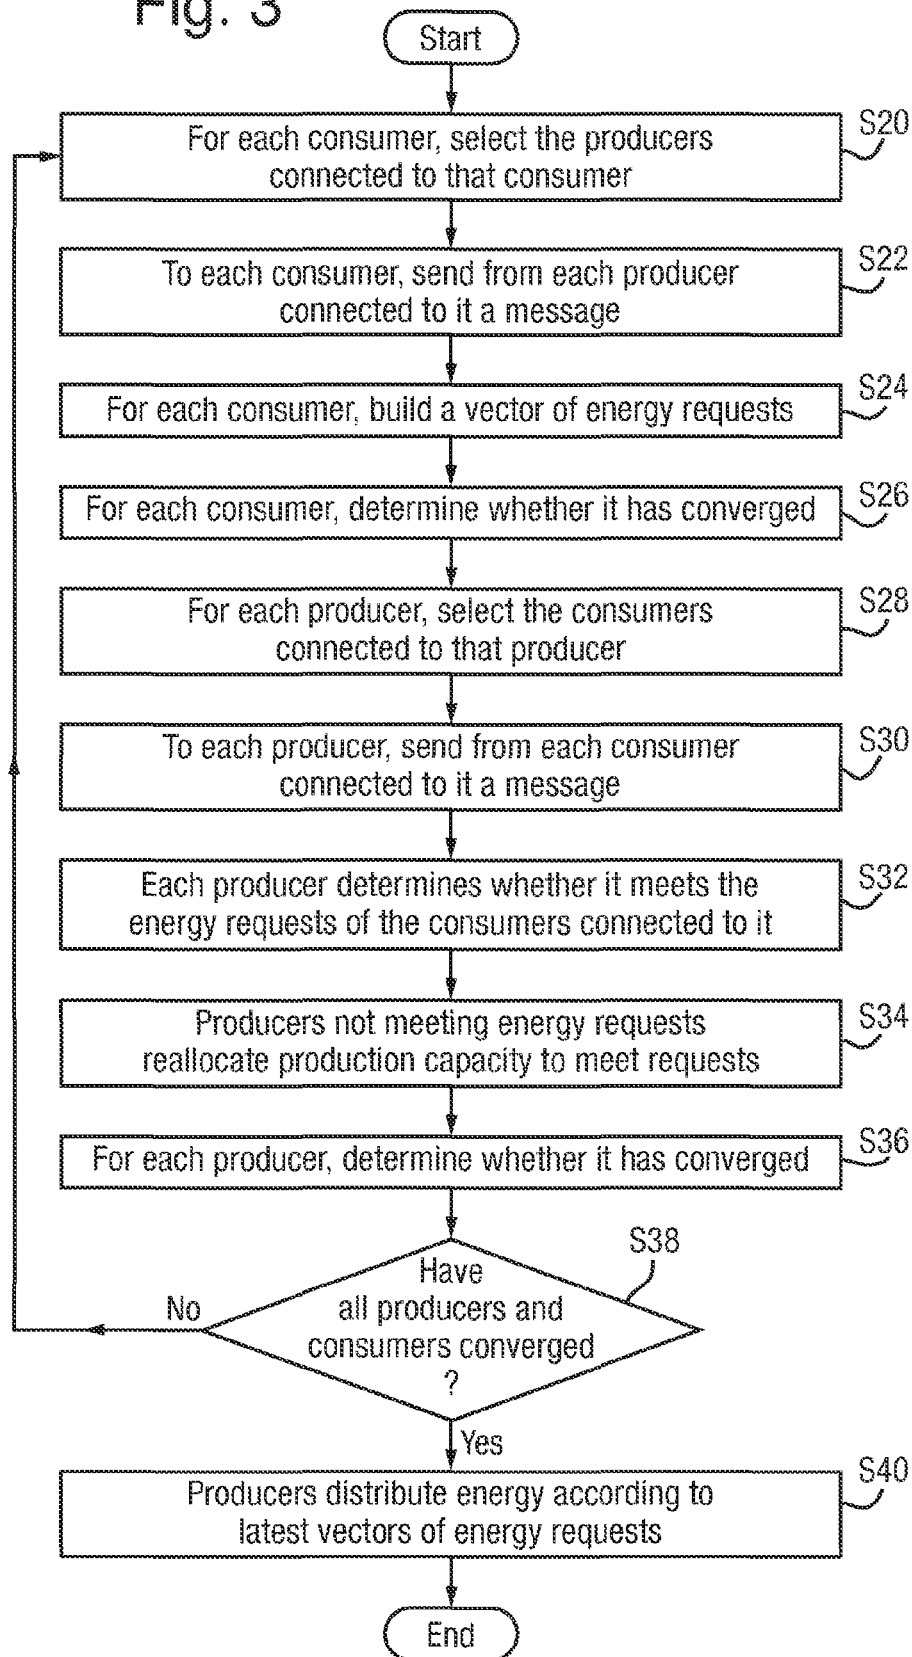 Fig. 3
Start
For each consumer, select the producers
connected to that consumer
S20
To each consumer, send from each producer
connected to it a message
S22
For each consumer, build a vector of energy requests
S24
For each consumer, determine whether it has converged
S26
For each producer, select the consumers
connected to that producer
S28
To each producer, send from each consumer
connected to it a message
S30
Each producer determines whether it meets the
energy requests of the consumers connected to it
S32
Producers not meeting energy requests
reallocate production capacity to meet requests
S34
For each producer, determine whether it has converged
S36
S38
Have
all producers and
consumers converged
?
No
Yes
Producers distribute energy according to
latest vectors of energy requests
S40
End